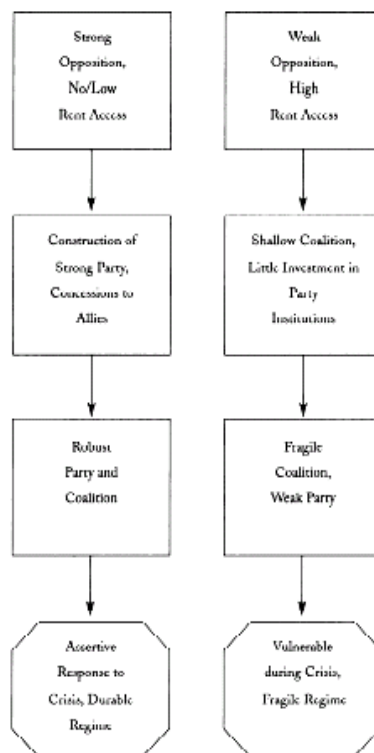 Strong
Opposition,
No/Low
Rent Access
Construction of
Strong Party,
Concessions to
Allies
Robust
Party and
Coalition
Assertive
Response to
Crisis, Durable
Regime
Weak
Opposition,
High
Rent Access
Shallow Coalition,
Little Investment in
Party
Institutions
Fragile
Coalition,
Weak Party
Vulnerable
during Crisis,
Fragile Regime